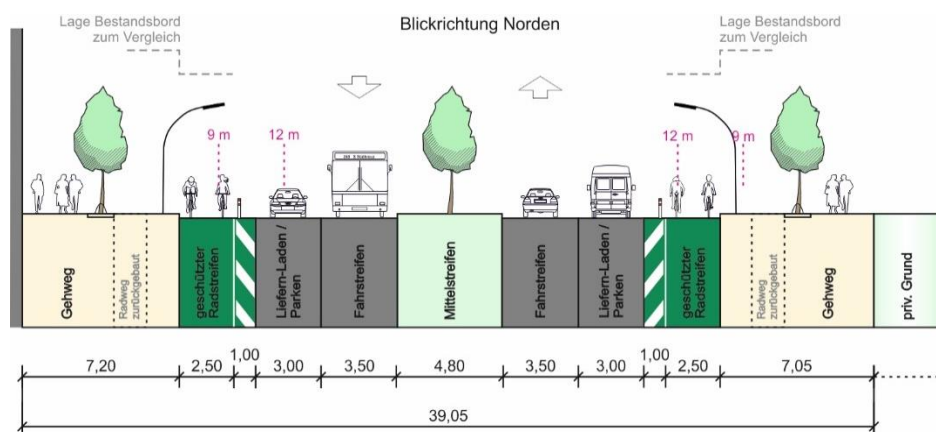 Lage Bestandsbord
zum Vergleich
Blickrichtung Norden
Lage Bestandsbord
zum Vergleich
9 m
12 m
12 m
9 m
Gehweg
Radweg
zurückgebaut
geschützter
Radstreifen
Liefern-Laden /
Parken
Fahrstreifen
Mittelstreifen
Fahrstreifen
Liefern-Laden /
Parken
geschützter
Radstreifen
Radweg
zurückgebaut
Gehweg
priv. Grund
7,20
2,50
1,00
3,00
3,50
4,80
3,50
3,00
1,00
2,50
7,05
39,05